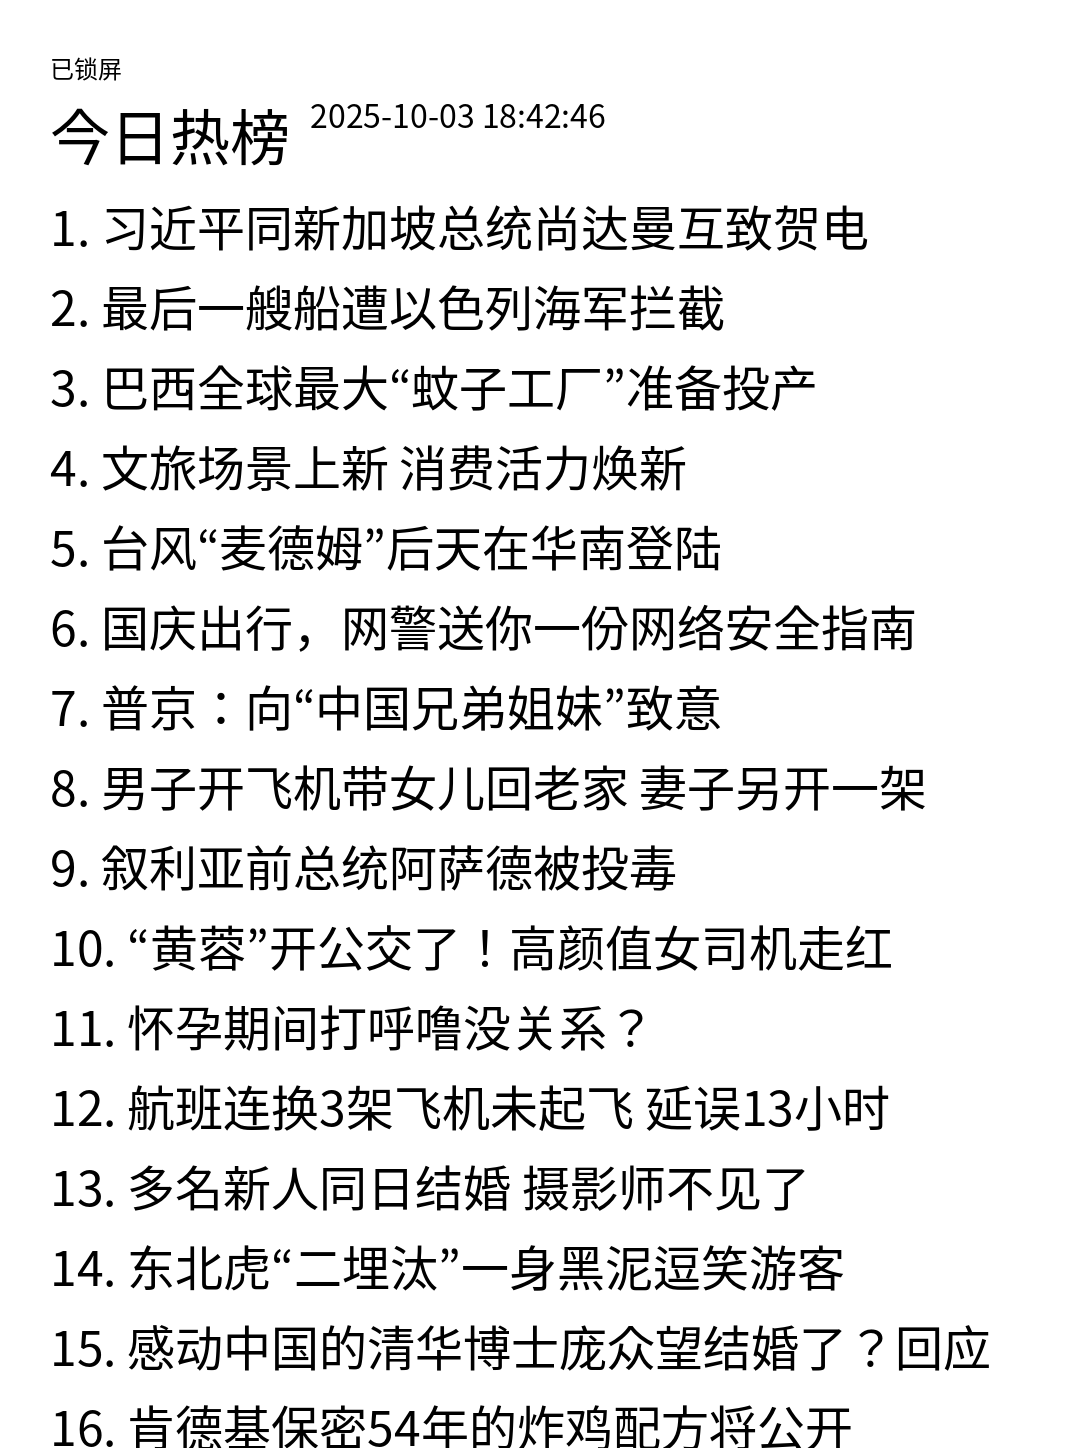 已锁屏
今日热榜 2025-10-03 18:42:46
1. 习近平同新加坡总统尚达曼互致贺电
2. 最后一艘船遭以色列海军拦截
3. 巴西全球最大“蚊子工厂”准备投产
4. 文旅场景上新 消费活力焕新
5. 台风“麦德姆”后天在华南登陆
6. 国庆出行，网警送你一份网络安全指南
7. 普京：向“中国兄弟姐妹”致意
8. 男子开飞机带女儿回老家 妻子另开一架
9. 叙利亚前总统阿萨德被投毒
10. “黄蓉”开公交了！高颜值女司机走红
11. 怀孕期间打呼噜没关系？
12. 航班连换3架飞机未起飞 延误13小时
13. 多名新人同日结婚 摄影师不见了
14. 东北虎“二埋汰”一身黑泥逗笑游客
15. 感动中国的清华博士庞众望结婚了？回应
16. 肯德基保密54年的炸鸡配方将公开